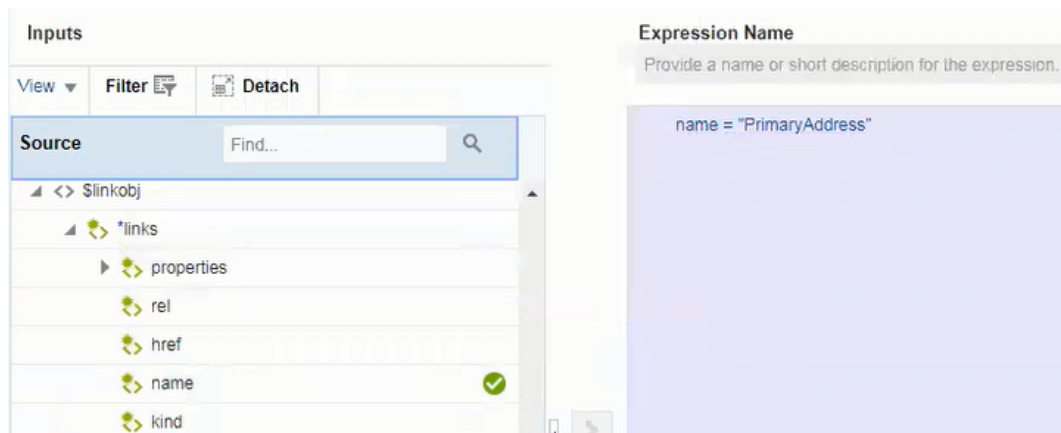 Inputs
View Filter Detach
Source Find...
<> $linkobj
*links
properties
rel
href
name
kind
Expression Name
Provide a name or short description for the expression.
name = "PrimaryAddress"